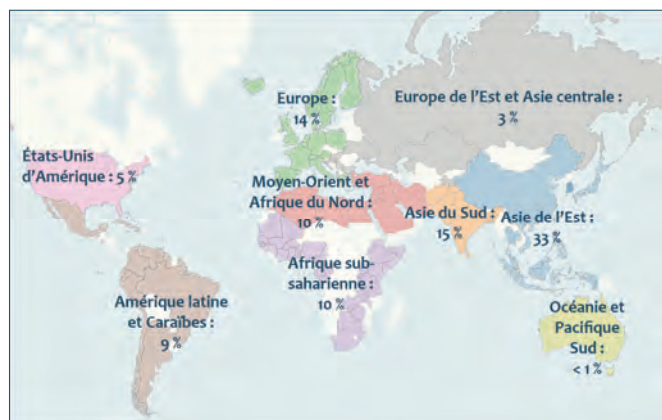 Europe :
14 %
Europe de l'Est et Asie centrale :
3 %
États-Unis
d'Amérique : 5 %
Moyen-Orient et
Afrique du Nord :
10 %
Asie du Sud :
15 %
Asie de l'Est :
33 %
Afrique sub-
saharienne :
10 %
Amérique latine
et Caraïbes :
9 %
Océanie et
Pacifique
Sud :
< 1 %